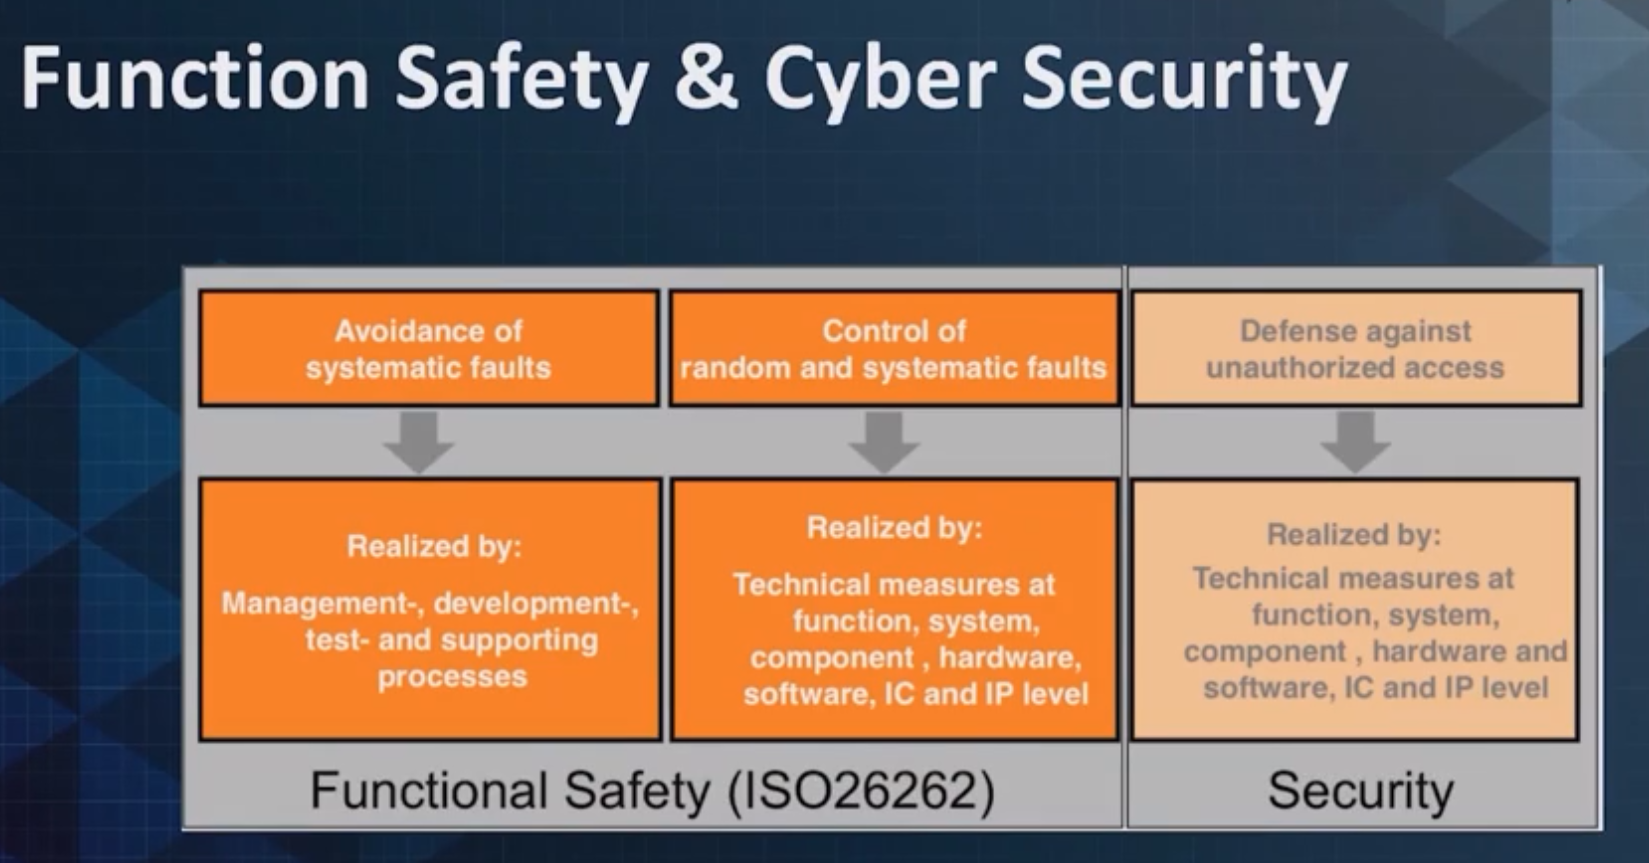 Function Safety & Cyber Security
Avoidance of
systematic faults
Control of
random and systematic faults
Defense against
unauthorized access
Realized by:
Management-, development-,
test- and supporting
processes
Realized by:
Technical measures at
function, system,
component , hardware,
software, IC and IP level
Realized by:
Technical measures at
function, system,
component , hardware and
software, IC and IP level
Functional Safety (ISO26262)
Security